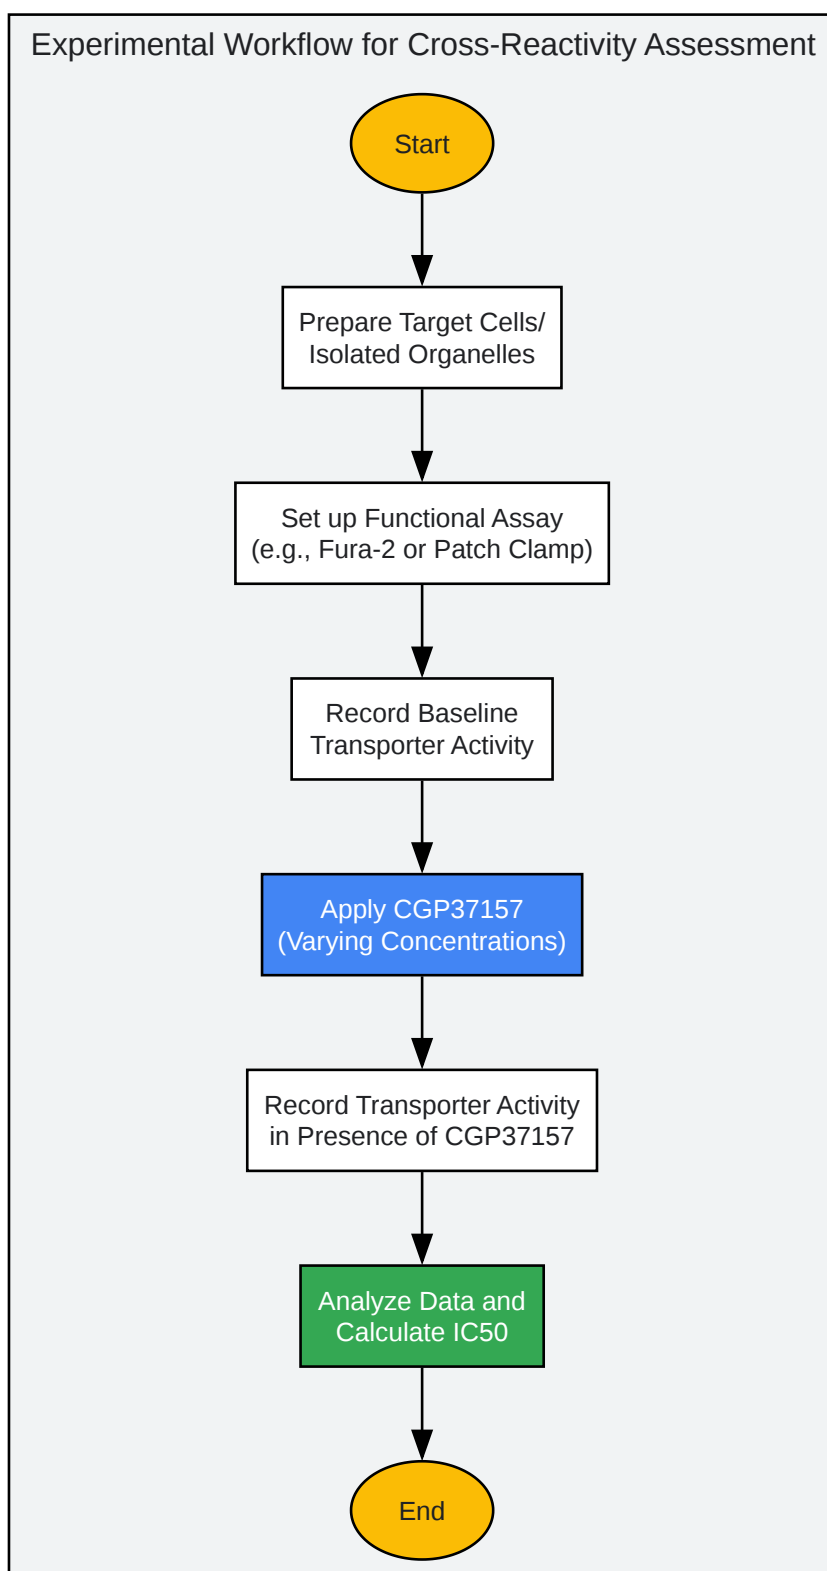 Experimental Workflow for Cross-Reactivity Assessment
Start
Prepare Target Cells/
Isolated Organelles
Set up Functional Assay
(e.g., Fura-2 or Patch Clamp)
Record Baseline
Transporter Activity
Apply CGP37157
(Varying Concentrations)
Record Transporter Activity
in Presence of CGP37157
Analyze Data and
Calculate IC50
End